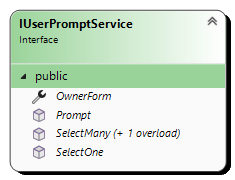 IUserPromptService
Interface
public
OwnerForm
Prompt
SelectMany (+ 1 overload)
SelectOne